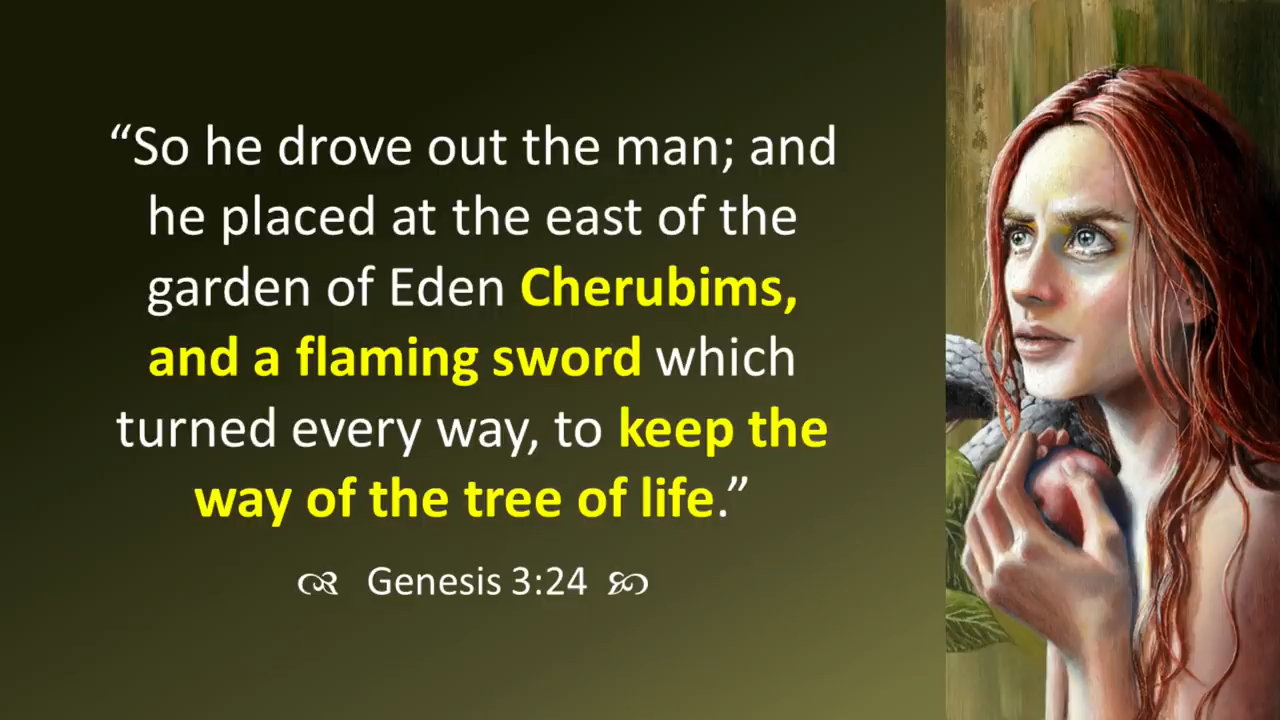 “So he drove out the man; and
he placed at the east of the
garden of Eden Cherubims,
and a flaming sword which
turned every way, to keep the
way of the tree of life.”
Genesis 3:24